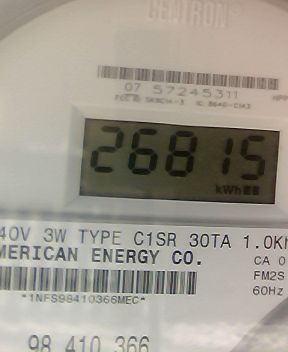 CENTRON
07 57245311
26815
kWh
40V 3W TYPE C1SR 30TA 1.0Kh
MERICAN ENERGY CO.
CA 0
FM2S
60Hz
*1NFS98410366MEC*
98 410 366